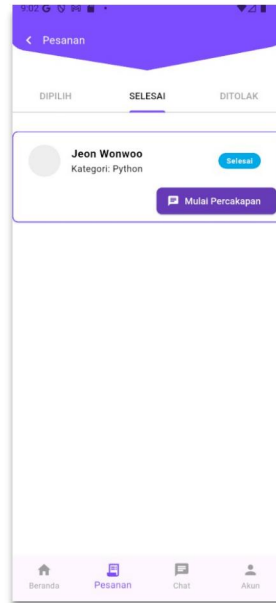 9:02 G
Pesanan
DIPILIH SELESAI DITOLAK
Jeon Wonwoo
Kategori: Python
Selesai
Mulai Percakapan
Beranda Pesanan Chat Akun